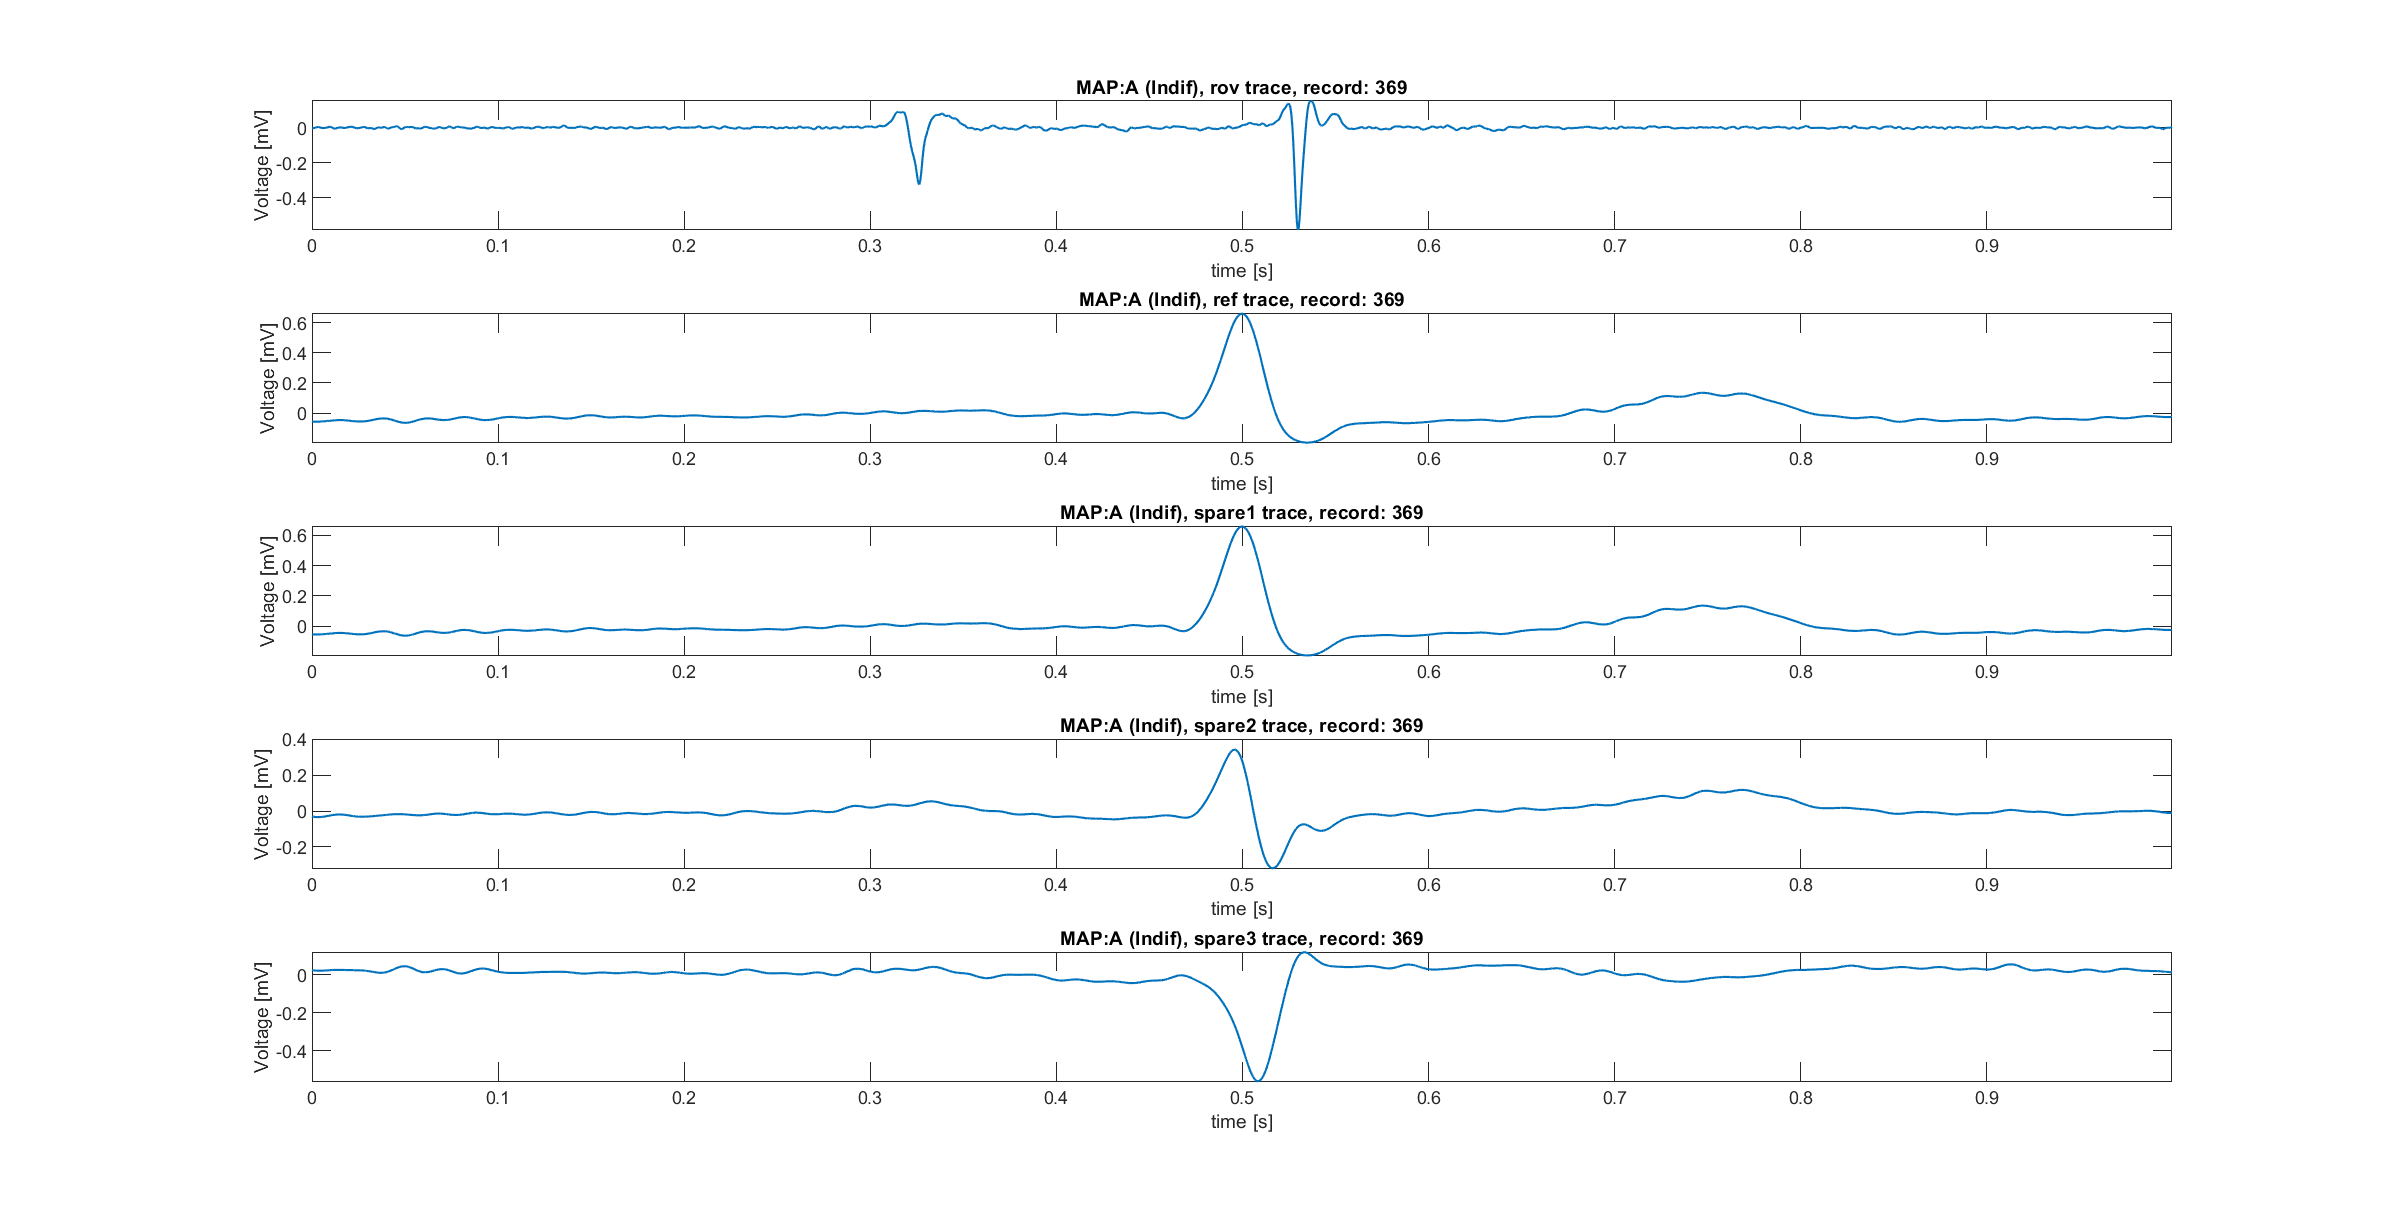 MAP:A (Indif), rov trace, record: 369
Voltage [mV]
0
-0.2
-0.4
0 0.1 0.2 0.3 0.4 0.5 0.6 0.7 0.8 0.9
time [s]
MAP:A (Indif), ref trace, record: 369
Voltage [mV]
0.6
0.4
0.2
0
0 0.1 0.2 0.3 0.4 0.5 0.6 0.7 0.8 0.9
time [s]
MAP:A (Indif), spare1 trace, record: 369
Voltage [mV]
0.6
0.4
0.2
0
0 0.1 0.2 0.3 0.4 0.5 0.6 0.7 0.8 0.9
time [s]
MAP:A (Indif), spare2 trace, record: 369
Voltage [mV]
0.4
0.2
0
-0.2
0 0.1 0.2 0.3 0.4 0.5 0.6 0.7 0.8 0.9
time [s]
MAP:A (Indif), spare3 trace, record: 369
Voltage [mV]
0
-0.2
-0.4
0 0.1 0.2 0.3 0.4 0.5 0.6 0.7 0.8 0.9
time [s]